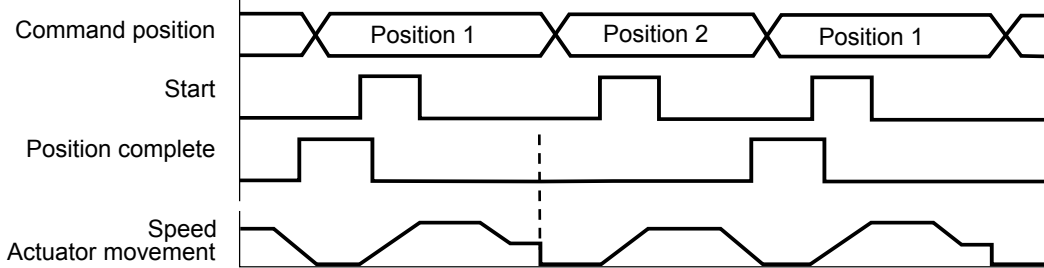 Command position
Position 1
Position 2
Position 1
Start
Position complete
Speed
Actuator movement